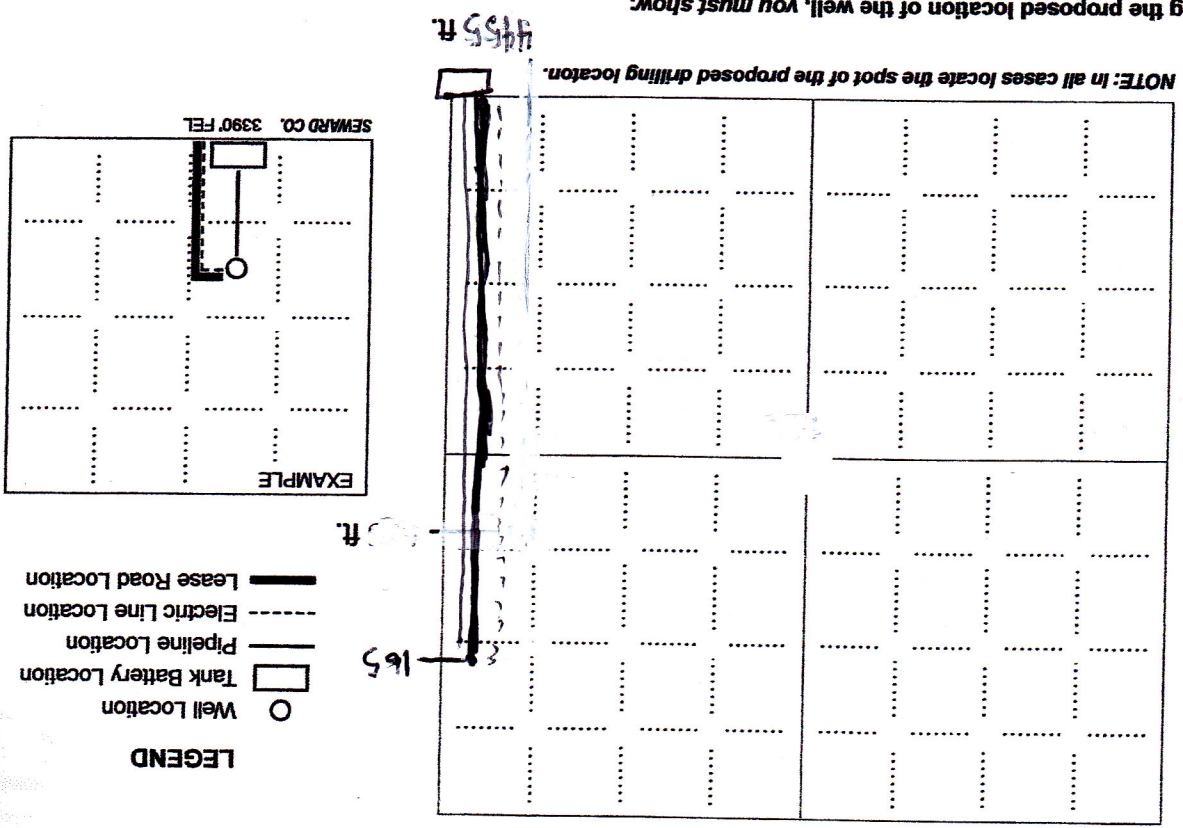 LEGEND
Well Location
Tank Battery Location
165
Pipeline Location
Electric Line Location
Lease Road Location
ft.
EXAMPLE
SEWARD CO. 3390' FEL
NOTE: In all cases locate the spot of the proposed drilling locaton.
4455 ft.
g the proposed location of the well, you must show: